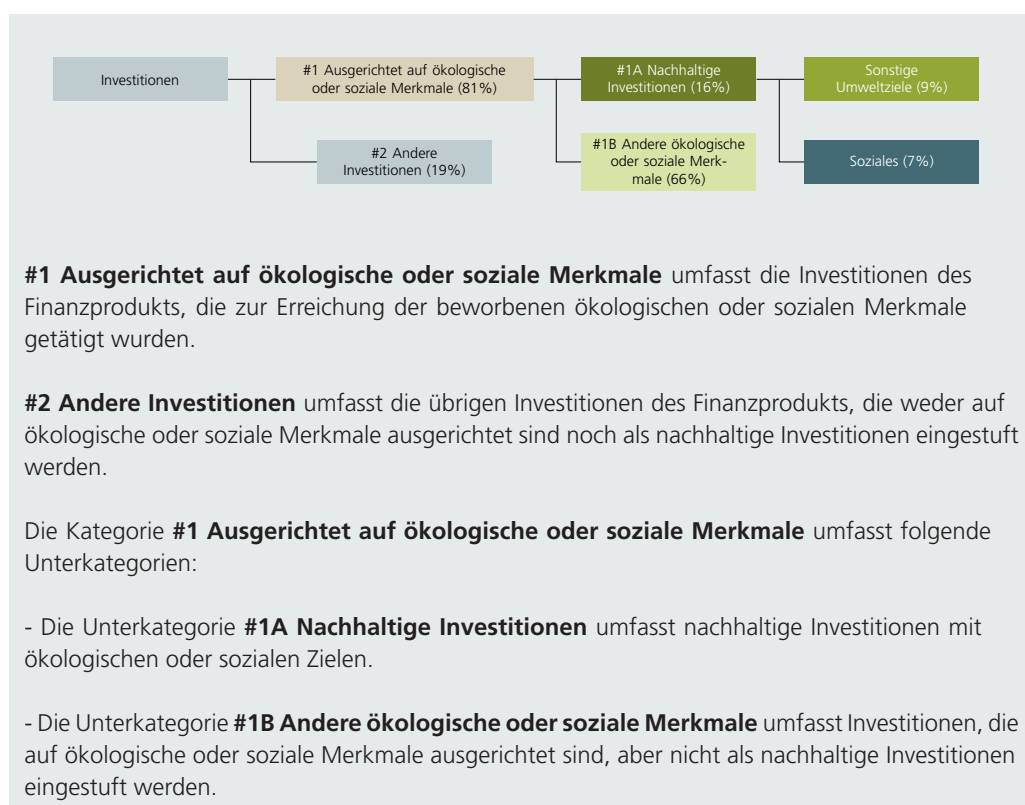 Investitionen
#1 Ausgerichtet auf ökologische
oder soziale Merkmale (81%)
#1A Nachhaltige
Investitionen (16%)
Sonstige
Umweltziele (9%)
#2 Andere
Investitionen (19%)
#1B Andere ökologische
oder soziale Merk-
male (66%)
Soziales (7%)
#1 Ausgerichtet auf ökologische oder soziale Merkmale umfasst die Investitionen des
Finanzprodukts, die zur Erreichung der beworbenen ökologischen oder sozialen Merkmale
getätigt wurden.
#2 Andere Investitionen umfasst die übrigen Investitionen des Finanzprodukts, die weder auf
ökologische oder soziale Merkmale ausgerichtet sind noch als nachhaltige Investitionen eingestuft
werden.
Die Kategorie #1 Ausgerichtet auf ökologische oder soziale Merkmale umfasst folgende
Unterkategorien:
- Die Unterkategorie #1A Nachhaltige Investitionen umfasst nachhaltige Investitionen mit
ökologischen oder sozialen Zielen.
- Die Unterkategorie #1B Andere ökologische oder soziale Merkmale umfasst Investitionen, die
auf ökologische oder soziale Merkmale ausgerichtet sind, aber nicht als nachhaltige Investitionen
eingestuft werden.